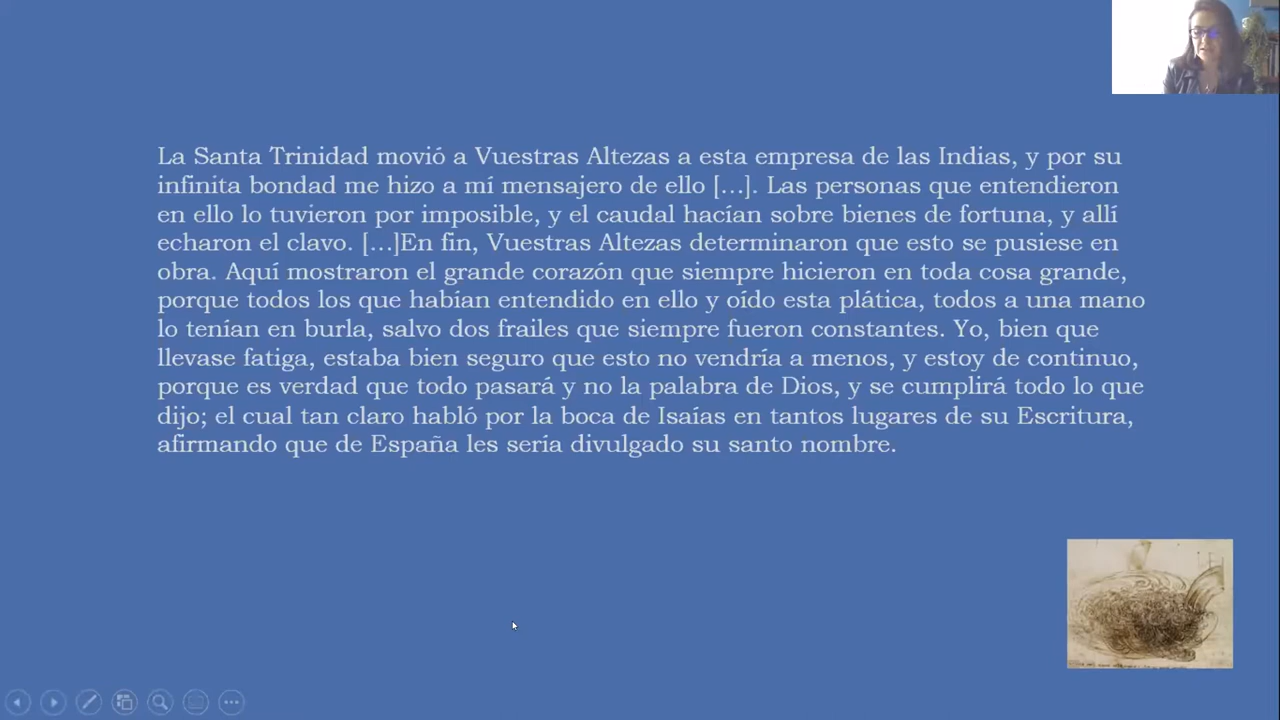 La Santa Trinidad movió a Vuestras Altezas a esta empresa de las Indias, y por su
infinita bondad me hizo a mí mensajero de ello [...]. Las personas que entendieron
en ello lo tuvieron por imposible, y el caudal hacían sobre bienes de fortuna, y allí
echaron el clavo. [...]En fin, Vuestras Altezas determinaron que esto se pusiese en
obra. Aquí mostraron el grande corazón que siempre hicieron en toda cosa grande,
porque todos los que habían entendido en ello y oído esta plática, todos a una mano
lo tenían en burla, salvo dos frailes que siempre fueron constantes. Yo, bien que
llevase fatiga, estaba bien seguro que esto no vendría a menos, y estoy de continuo,
porque es verdad que todo pasará y no la palabra de Dios, y se cumplirá todo lo que
dijo; el cual tan claro habló por la boca de Isaías en tantos lugares de su Escritura,
afirmando que de España les sería divulgado su santo nombre.